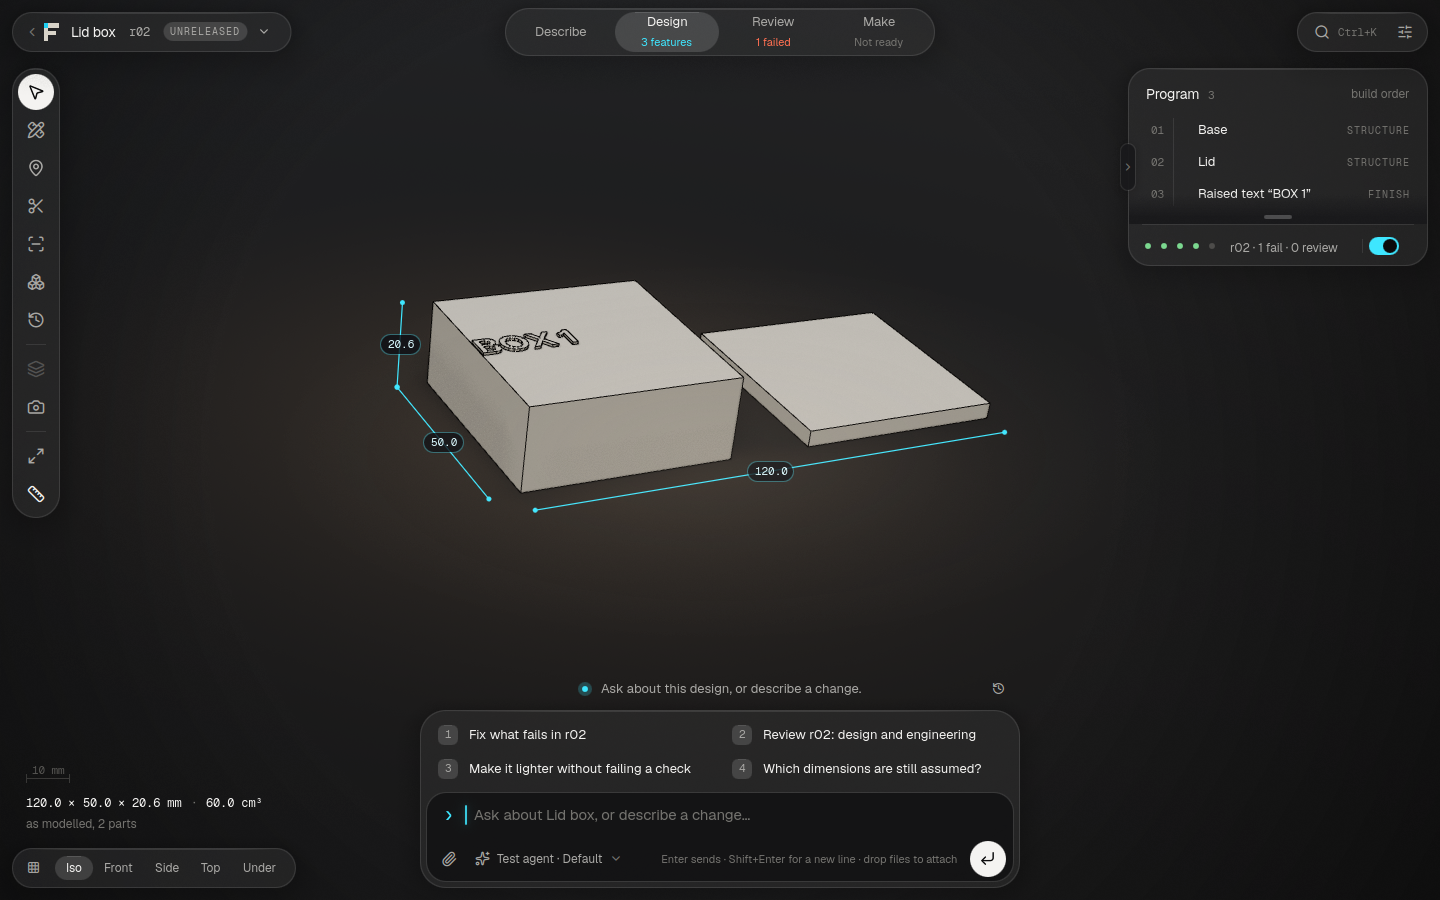 Lid box r02 UNRELEASED
Describe
Design
3 features
Review
1 failed
Make
Not ready
Ctrl+K
Program 3 build order
01 Base STRUCTURE
02 Lid STRUCTURE
03 Raised text “BOX 1” FINISH
r02 · 1 fail · 0 review
BOX 1
20.6
50.0
120.0
Ask about this design, or describe a change.
1 Fix what fails in r02
2 Review r02: design and engineering
3 Make it lighter without failing a check
4 Which dimensions are still assumed?
Ask about Lid box, or describe a change...
Test agent · Default
Enter sends · Shift+Enter for a new line · drop files to attach
10 mm
120.0 × 50.0 × 20.6 mm · 60.0 cm³
as modelled, 2 parts
Iso Front Side Top Under